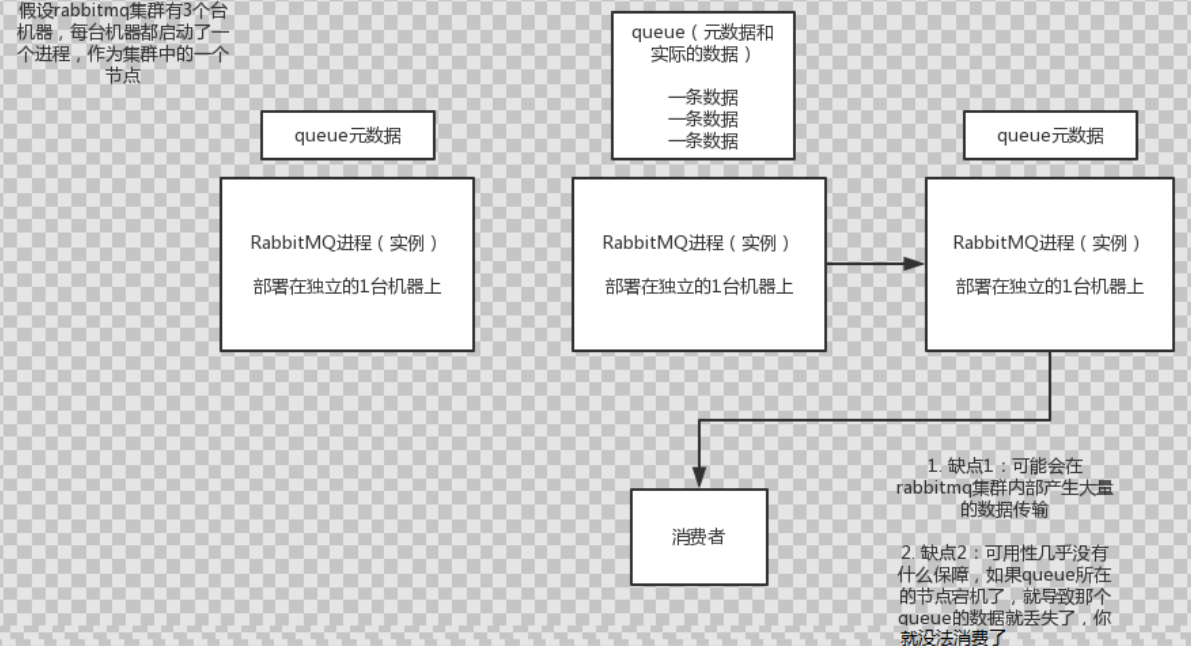 假设rabbitmq集群有3个台
机器，每台机器都启动了一
个进程，作为集群中的一个
节点
queue元数据
queue（元数据和
实际的数据）
一条数据
一条数据
一条数据
queue元数据
RabbitMQ进程（实例）
部署在独立的1台机器上
RabbitMQ进程（实例）
部署在独立的1台机器上
RabbitMQ进程（实例）
部署在独立的1台机器上
消费者
1. 缺点1：可能会在
rabbitmq集群内部产生大量
的数据传输
2. 缺点2：可用性几乎没有
什么保障，如果queue所在
的节点宕机了，就导致那个
queue的数据就丢失了，你
就没法消费了